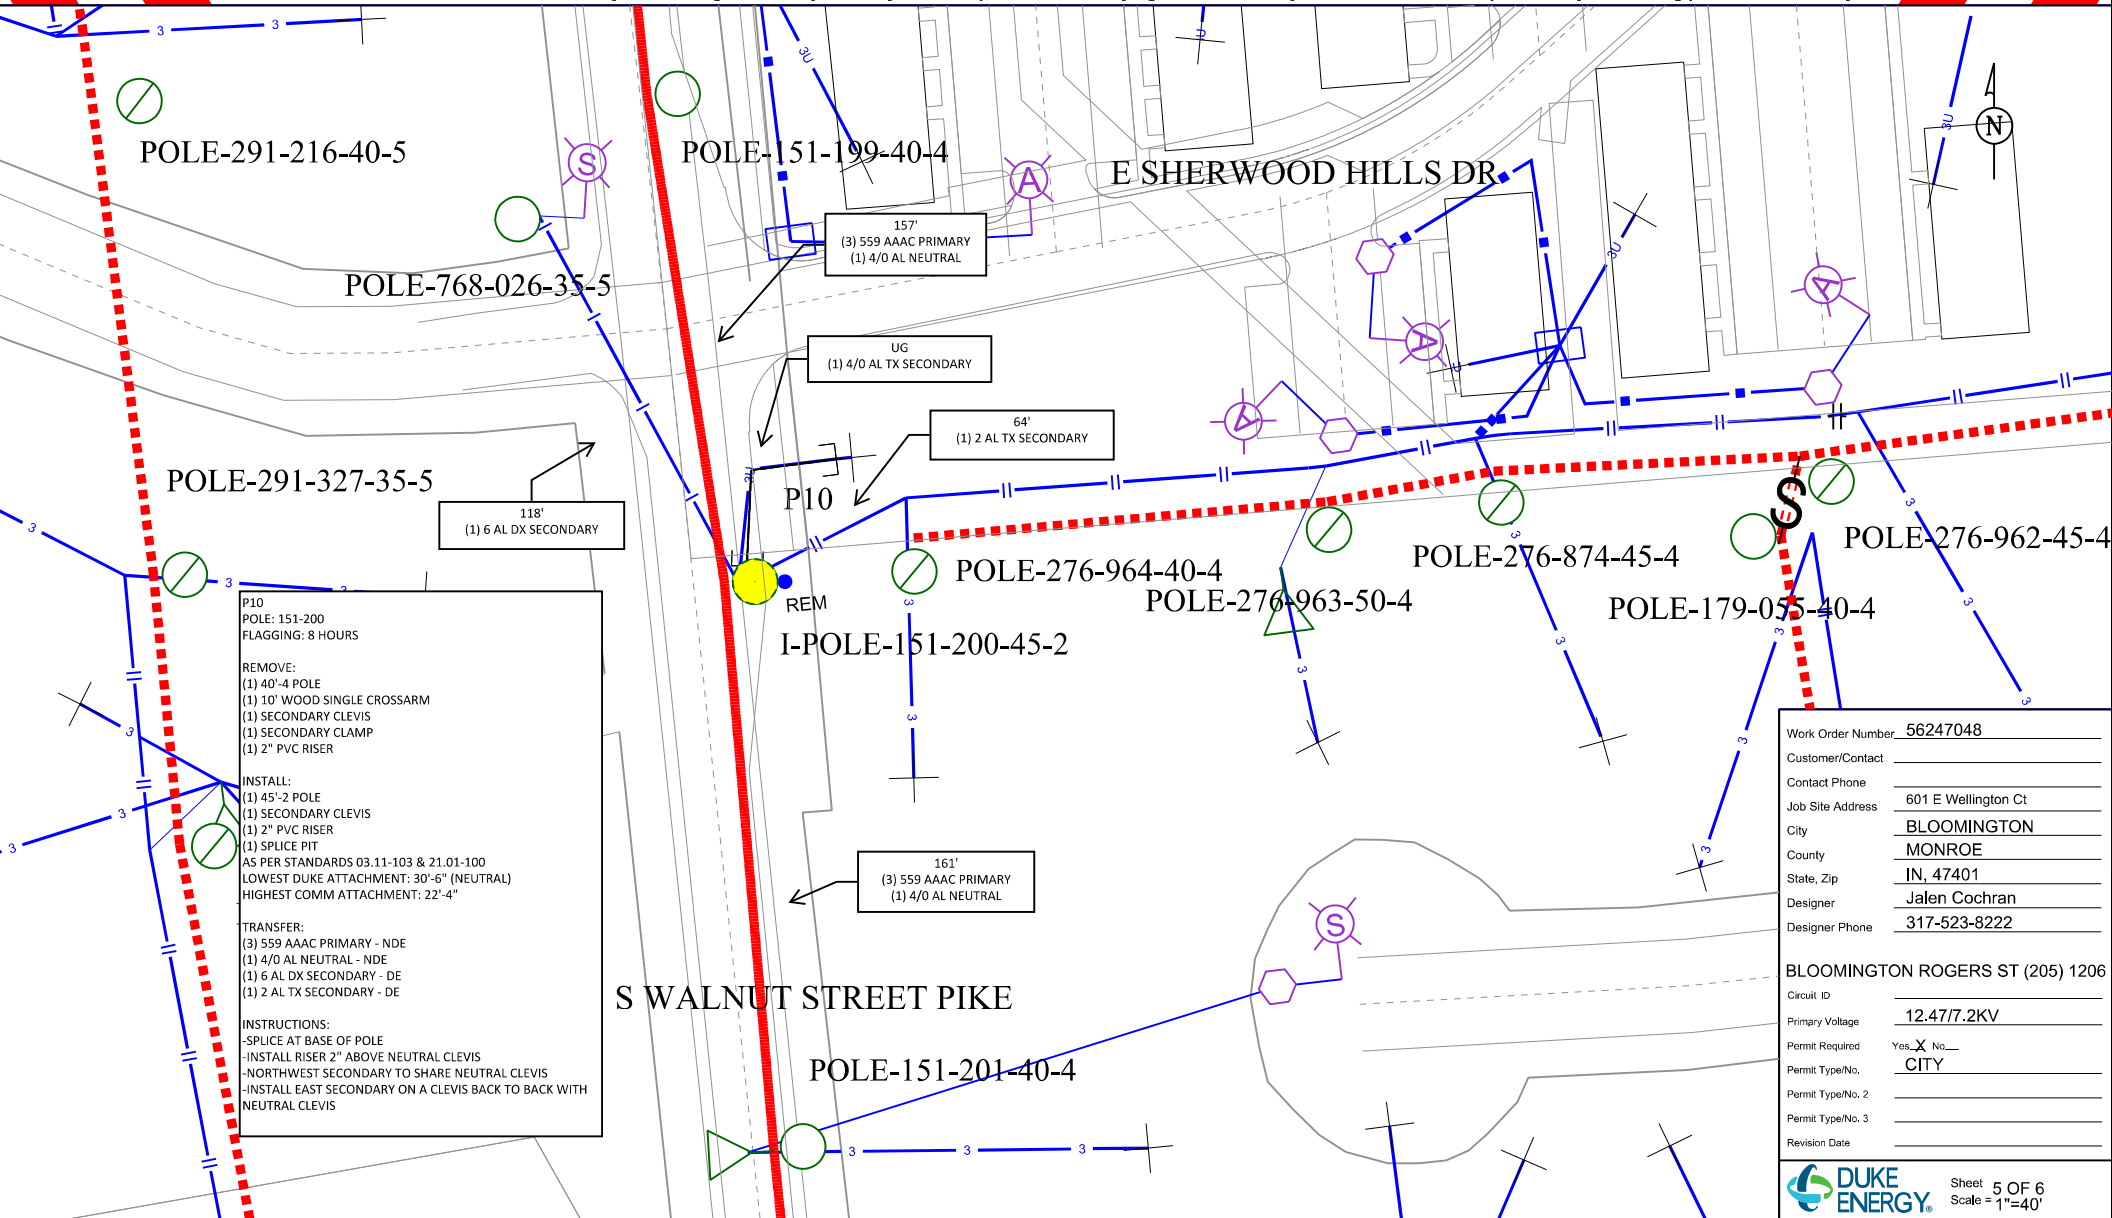 POLE-291-216-40-5
POLE-151-199-40-4
E SHERWOOD HILLS DR
N
S
A
157'
(3) 559 AAAC PRIMARY
(1) 4/0 AL NEUTRAL
POLE-768-026-35-5
UG
(1) 4/0 AL TX SECONDARY
A
A
A
64'
(1) 2 AL TX SECONDARY
POLE-291-327-35-5
P10
118'
(1) 6 AL DX SECONDARY
S
POLE-276-962-45-4
POLE-276-874-45-4
POLE-276-964-40-4
POLE-276-963-50-4
POLE-179-055-40-4
REM
I-POLE-151-200-45-2
P10
POLE: 151-200
FLAGGING: 8 HOURS
REMOVE:
(1) 40'-4 POLE
(1) 10' WOOD SINGLE CROSSARM
(1) SECONDARY CLEVIS
(1) SECONDARY CLAMP
(1) 2" PVC RISER
INSTALL:
(1) 45'-2 POLE
(1) SECONDARY CLEVIS
(1) 2" PVC RISER
(1) SPLICE PIT
AS PER STANDARDS 03.11-103 & 21.01-100
LOWEST DUKE ATTACHMENT: 30'-6" (NEUTRAL)
HIGHEST COMM ATTACHMENT: 22'-4"
TRANSFER:
(3) 559 AAAC PRIMARY - NDE
(1) 4/0 AL NEUTRAL - NDE
(1) 6 AL DX SECONDARY - DE
(1) 2 AL TX SECONDARY - DE
INSTRUCTIONS:
-SPLICE AT BASE OF POLE
-INSTALL RISER 2" ABOVE NEUTRAL CLEVIS
-NORTHWEST SECONDARY TO SHARE NEUTRAL CLEVIS
-INSTALL EAST SECONDARY ON A CLEVIS BACK TO BACK WITH
NEUTRAL CLEVIS
161'
(3) 559 AAAC PRIMARY
(1) 4/0 AL NEUTRAL
S
S WALNUT STREET PIKE
POLE-151-201-40-4
Work Order Number 56247048
Customer/Contact
Contact Phone
Job Site Address 601 E Wellington Ct
City BLOOMINGTON
County MONROE
State, Zip IN, 47401
Designer Jalen Cochran
Designer Phone 317-523-8222
BLOOMINGTON ROGERS ST (205) 1206
Circuit ID
Primary Voltage 12.47/7.2KV
Permit Required Yes X No
Permit Type/No. CITY
Permit Type/No. 2
Permit Type/No. 3
Revision Date
DUKE
ENERGY®
Sheet 5 OF 6
Scale = 1"=40'